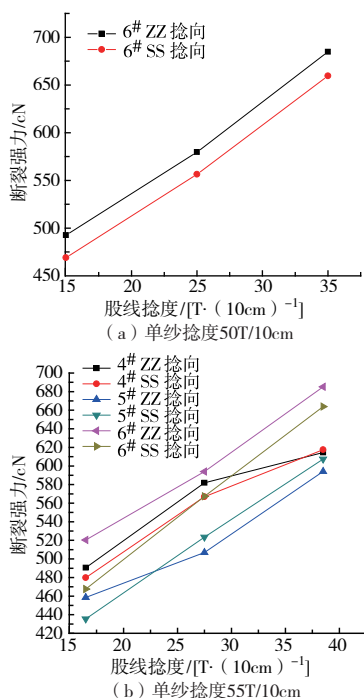 700
650
600
550
500
450
断裂强力/cN
6# ZZ 捻向
6# SS 捻向
15 20 25 30 35
股线捻度/[T·(10cm)⁻¹]
(a) 单纱捻度50T/10cm
700
680
660
640
620
600
580
560
540
520
500
480
460
440
420
断裂强力/cN
4# ZZ 捻向
4# SS 捻向
5# ZZ 捻向
5# SS 捻向
6# ZZ 捻向
6# SS 捻向
15 20 25 30 35 40
股线捻度/[T·(10cm)⁻¹]
(b) 单纱捻度55T/10cm